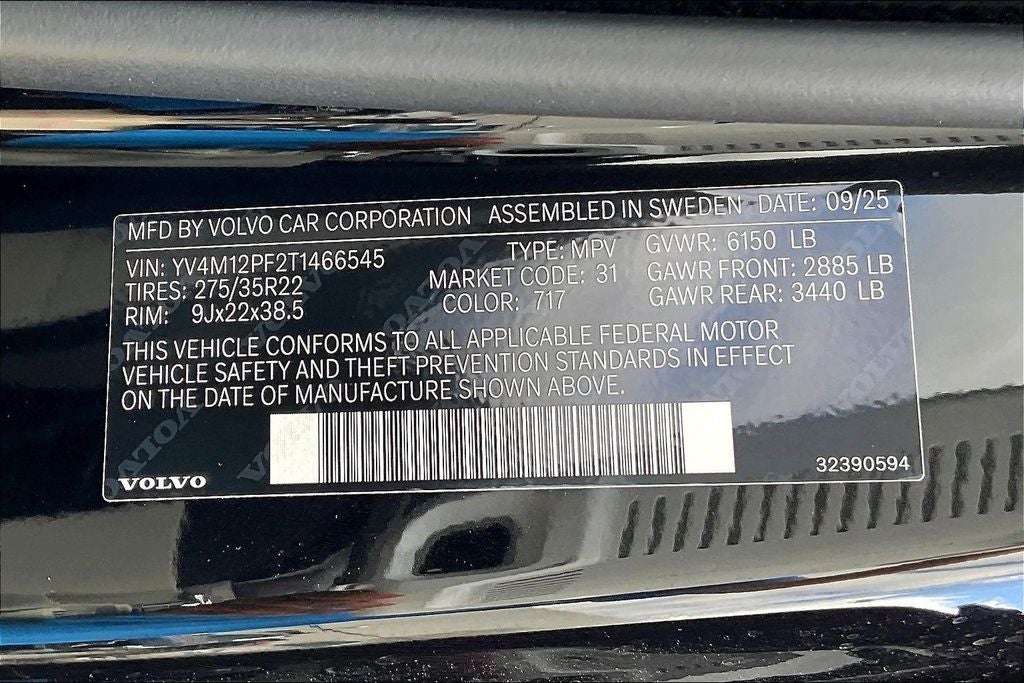 MFD BY VOLVO CAR CORPORATION ASSEMBLED IN SWEDEN DATE: 09/25
VIN: YV4M12PF2T1466545 TYPE: MPV GVWR: 6150 LB
TIRES: 275/35R22 MARKET CODE: 31 GAWR FRONT: 2885 LB
RIM: 9Jx22x38.5 COLOR: 717 GAWR REAR: 3440 LB
THIS VEHICLE CONFORMS TO ALL APPLICABLE FEDERAL MOTOR
VEHICLE SAFETY AND THEFT PREVENTION STANDARDS IN EFFECT
ON THE DATE OF MANUFACTURE SHOWN ABOVE.
VOLVO 32390594